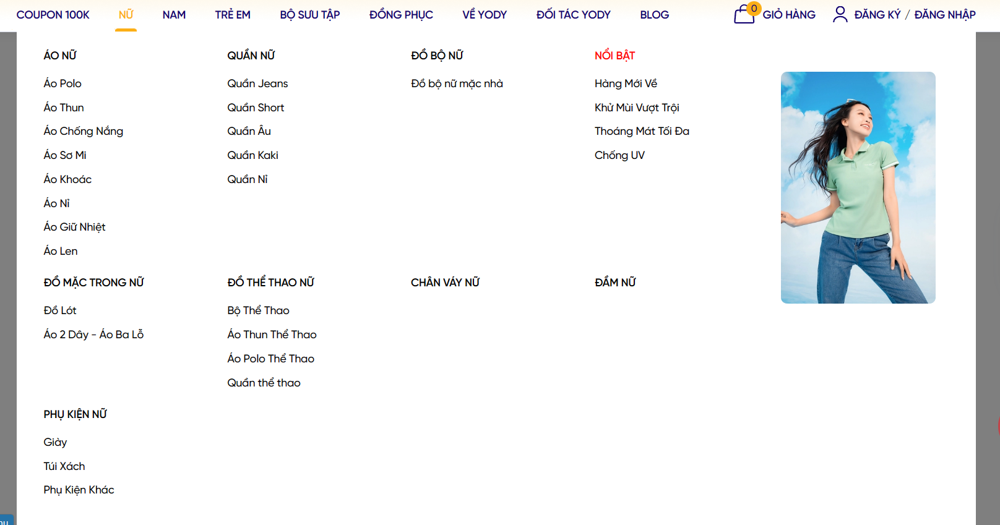 COUPON 100K NỮ NAM TRẺ EM BỘ SƯU TẬP ĐỒNG PHỤC VỀ YODY ĐỐI TÁC YODY BLOG 0 GIỎ HÀNG ĐĂNG KÝ / ĐĂNG NHẬP
ÁO NỮ
Áo Polo
Áo Thun
Áo Chống Nắng
Áo Sơ Mi
Áo Khoác
Áo Nỉ
Áo Giữ Nhiệt
Áo Len
QUẦN NỮ
Quần Jeans
Quần Short
Quần Âu
Quần Kaki
Quần Nỉ
ĐỒ BỘ NỮ
Đồ bộ nữ mặc nhà
NỔI BẬT
Hàng Mới Về
Khử Mùi Vượt Trội
Thoáng Mát Tối Đa
Chống UV
ĐỒ MẶC TRONG NỮ
Đồ Lót
Áo 2 Dây - Áo Ba Lỗ
ĐỒ THỂ THAO NỮ
Bộ Thể Thao
Áo Thun Thể Thao
Áo Polo Thể Thao
Quần thể thao
CHÂN VÁY NỮ
ĐẦM NỮ
PHỤ KIỆN NỮ
Giày
Túi Xách
Phụ Kiện Khác